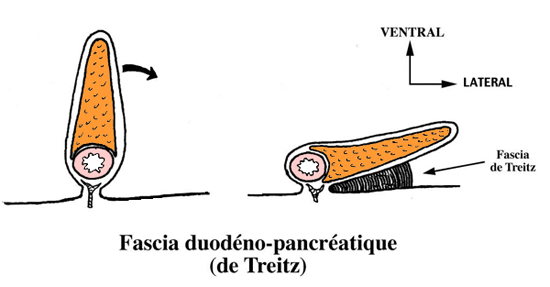 VENTRAL
LATERAL
Fascia
de Treitz
Fascia duodéno-pancréatique
(de Treitz)